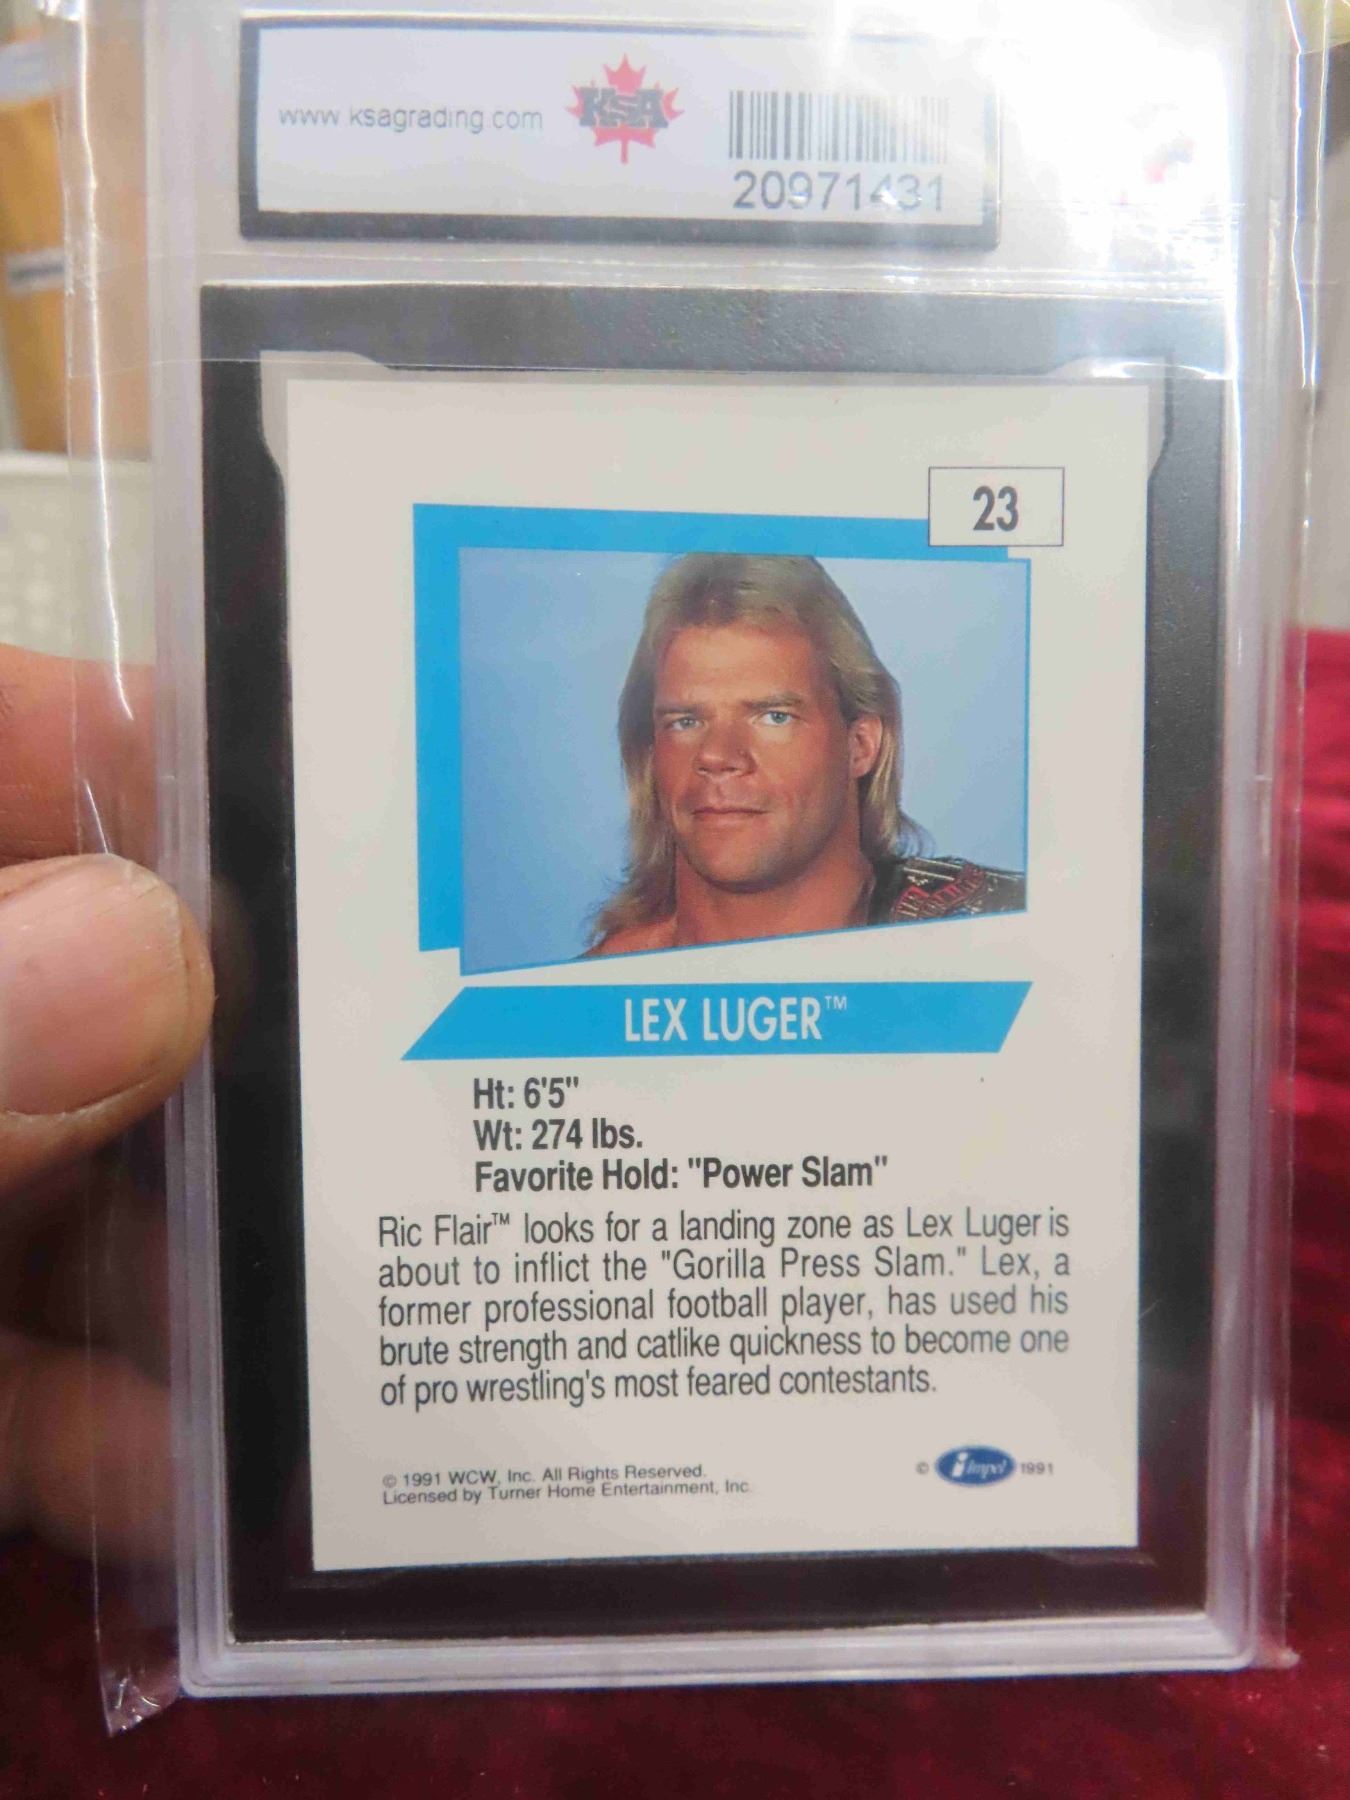 www.ksagrading.com
KSA
20971431
23
LEX LUGER™
Ht: 6'5"
Wt: 274 lbs.
Favorite Hold: "Power Slam"
Ric Flair™ looks for a landing zone as Lex Luger is
about to inflict the "Gorilla Press Slam." Lex, a
former professional football player, has used his
brute strength and catlike quickness to become one
of pro wrestling's most feared contestants.
© 1991 WCW, Inc. All Rights Reserved.
Licensed by Turner Home Entertainment, Inc.
© impel 1991